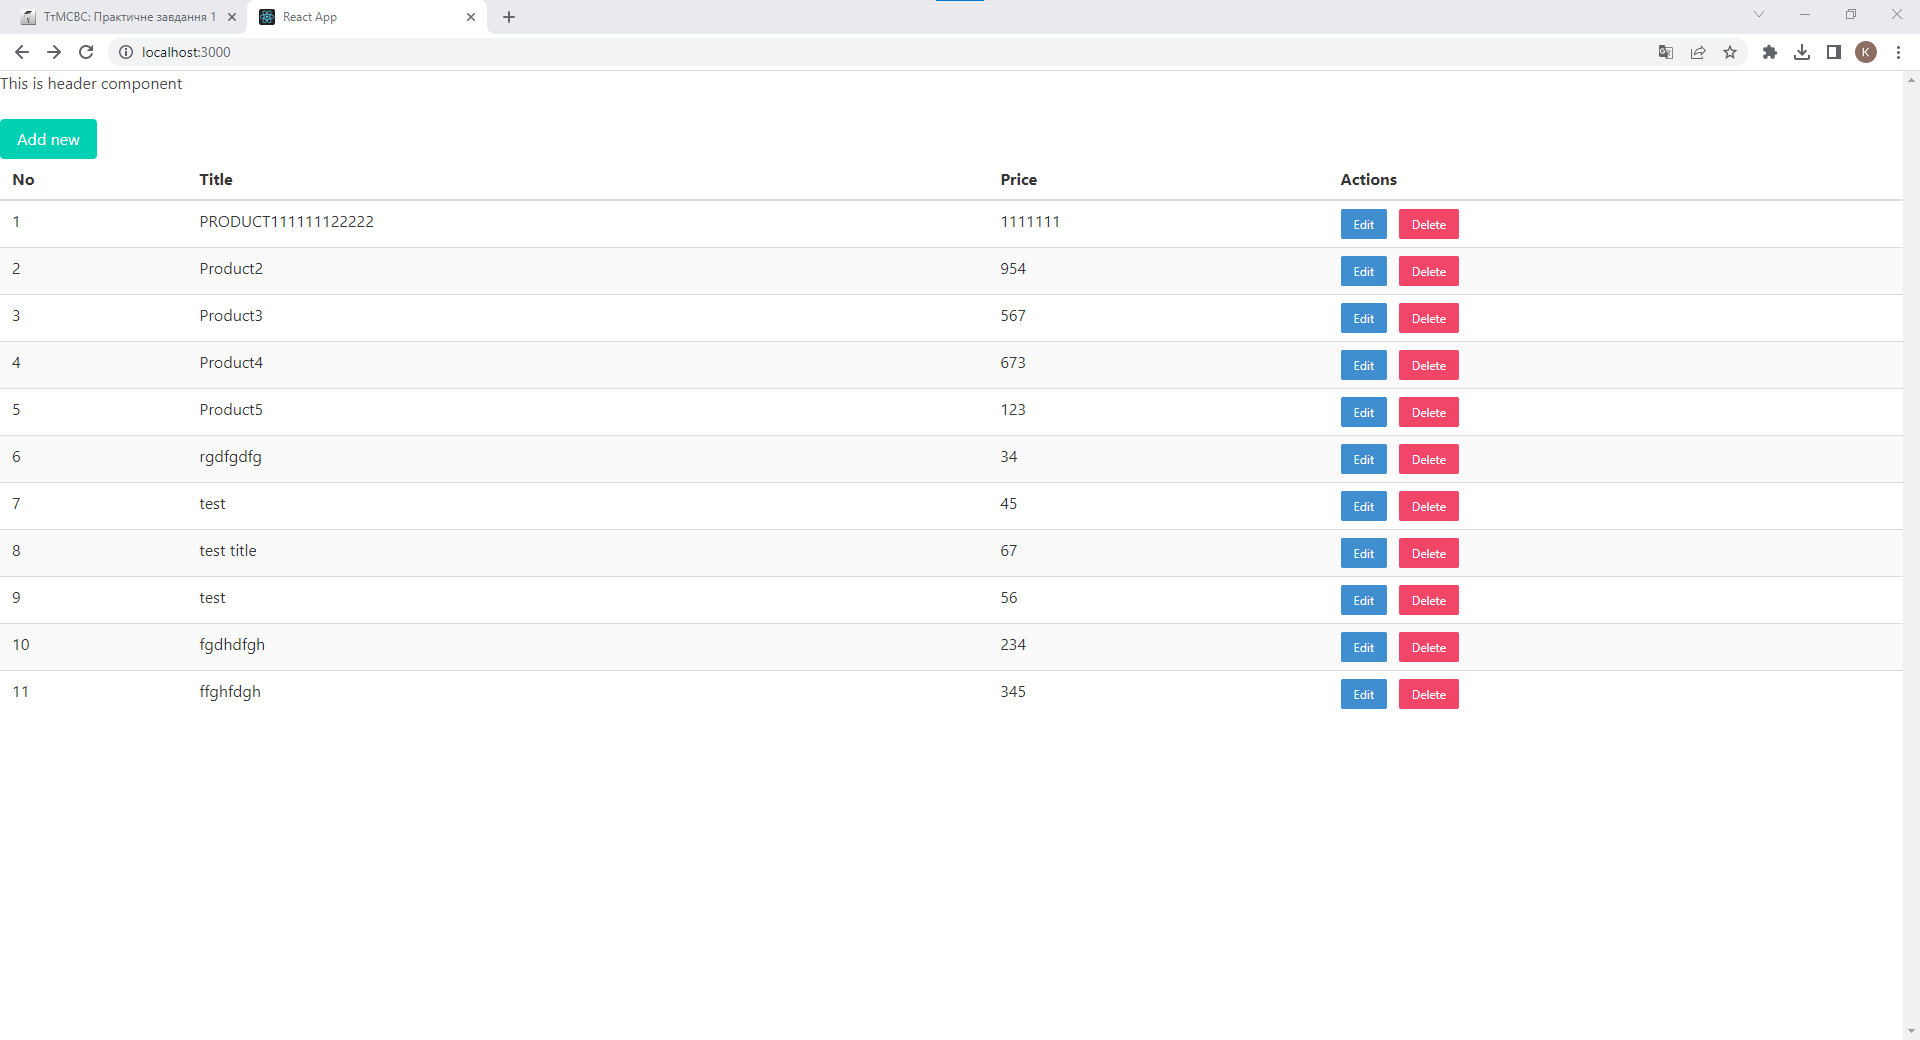 ТтМСВС: Практичне завдання 1
React App
localhost:3000
K
This is header component
Add new
No Title Price Actions
1 PRODUCT111111122222 1111111 Edit Delete
2 Product2 954 Edit Delete
3 Product3 567 Edit Delete
4 Product4 673 Edit Delete
5 Product5 123 Edit Delete
6 rgdfgdfg 34 Edit Delete
7 test 45 Edit Delete
8 test title 67 Edit Delete
9 test 56 Edit Delete
10 fgdhdfgh 234 Edit Delete
11 ffghfdgh 345 Edit Delete